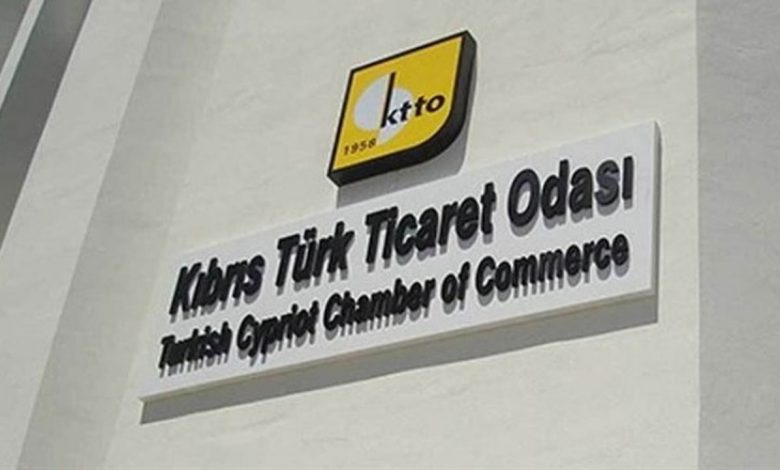 ktto
1958
Kıbrıs Türk Ticaret Odası
Turkish Cypriot Chamber of Commerce